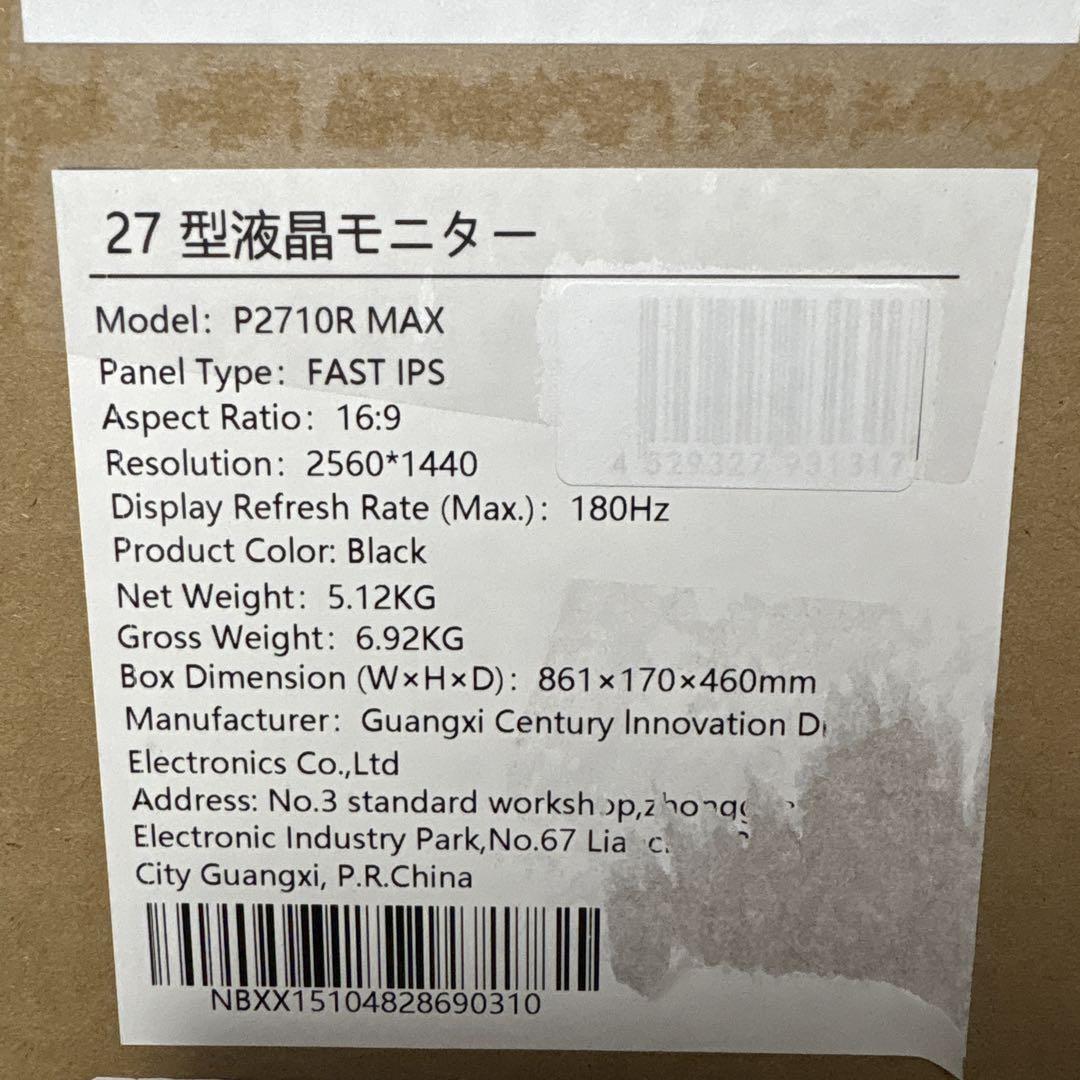 27 型液晶モニター
Model: P2710R MAX
4 529327 931317
Panel Type: FAST IPS
Aspect Ratio: 16:9
Resolution: 2560*1440
Display Refresh Rate (Max.): 180Hz
Product Color: Black
Net Weight: 5.12KG
Gross Weight: 6.92KG
Box Dimension (W×H×D): 861×170×460mm
Manufacturer: Guangxi Century Innovation
Electronics Co.,Ltd
Address: No.3 standard
Electronic Industry Park,No.67
City Guangxi, P.R.China
NBXX15104828690310